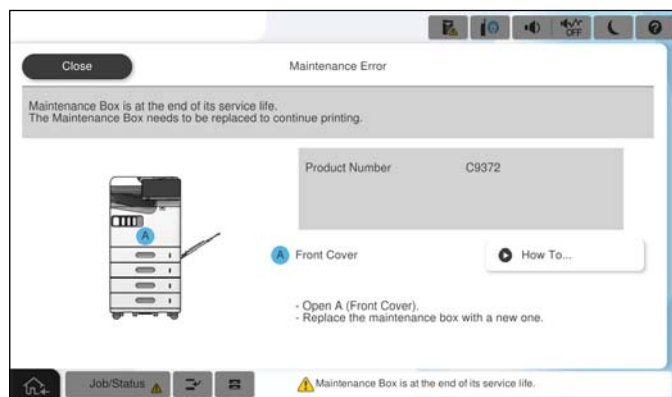 OFF
Close
Maintenance Error
Maintenance Box is at the end of its service life.
The Maintenance Box needs to be replaced to continue printing.
Product Number C9372
A
A Front Cover
How To...
- Open A (Front Cover).
- Replace the maintenance box with a new one.
Job/Status
Maintenance Box is at the end of its service life.